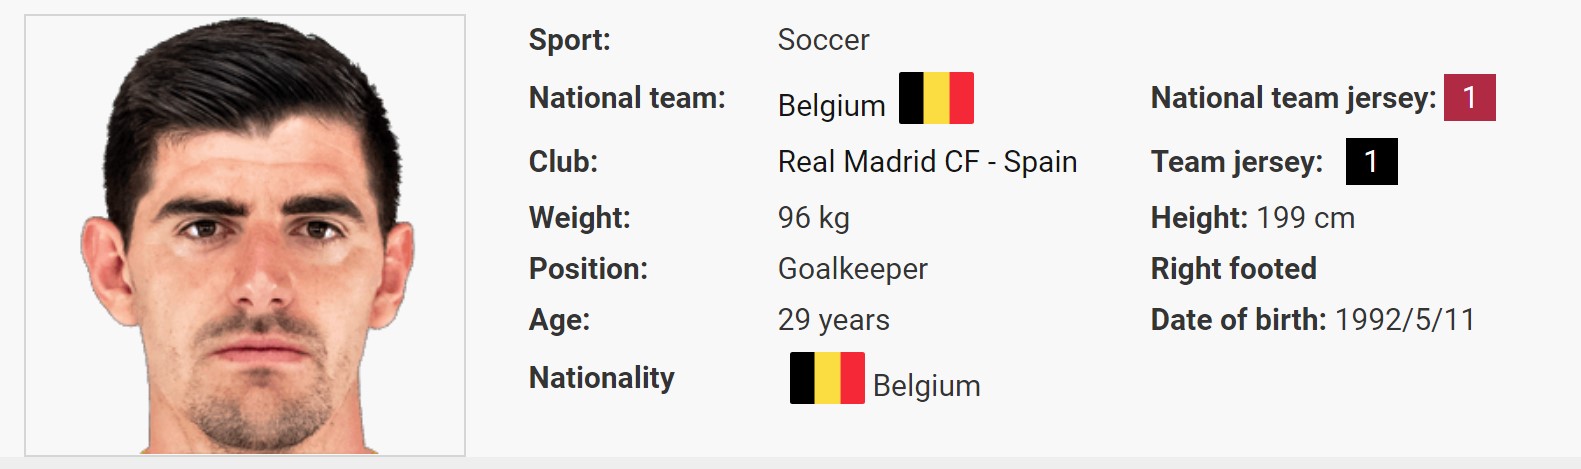 Sport: Soccer
National team: Belgium National team jersey: 1
Club: Real Madrid CF - Spain Team jersey: 1
Weight: 96 kg Height: 199 cm
Position: Goalkeeper Right footed
Age: 29 years Date of birth: 1992/5/11
Nationality Belgium